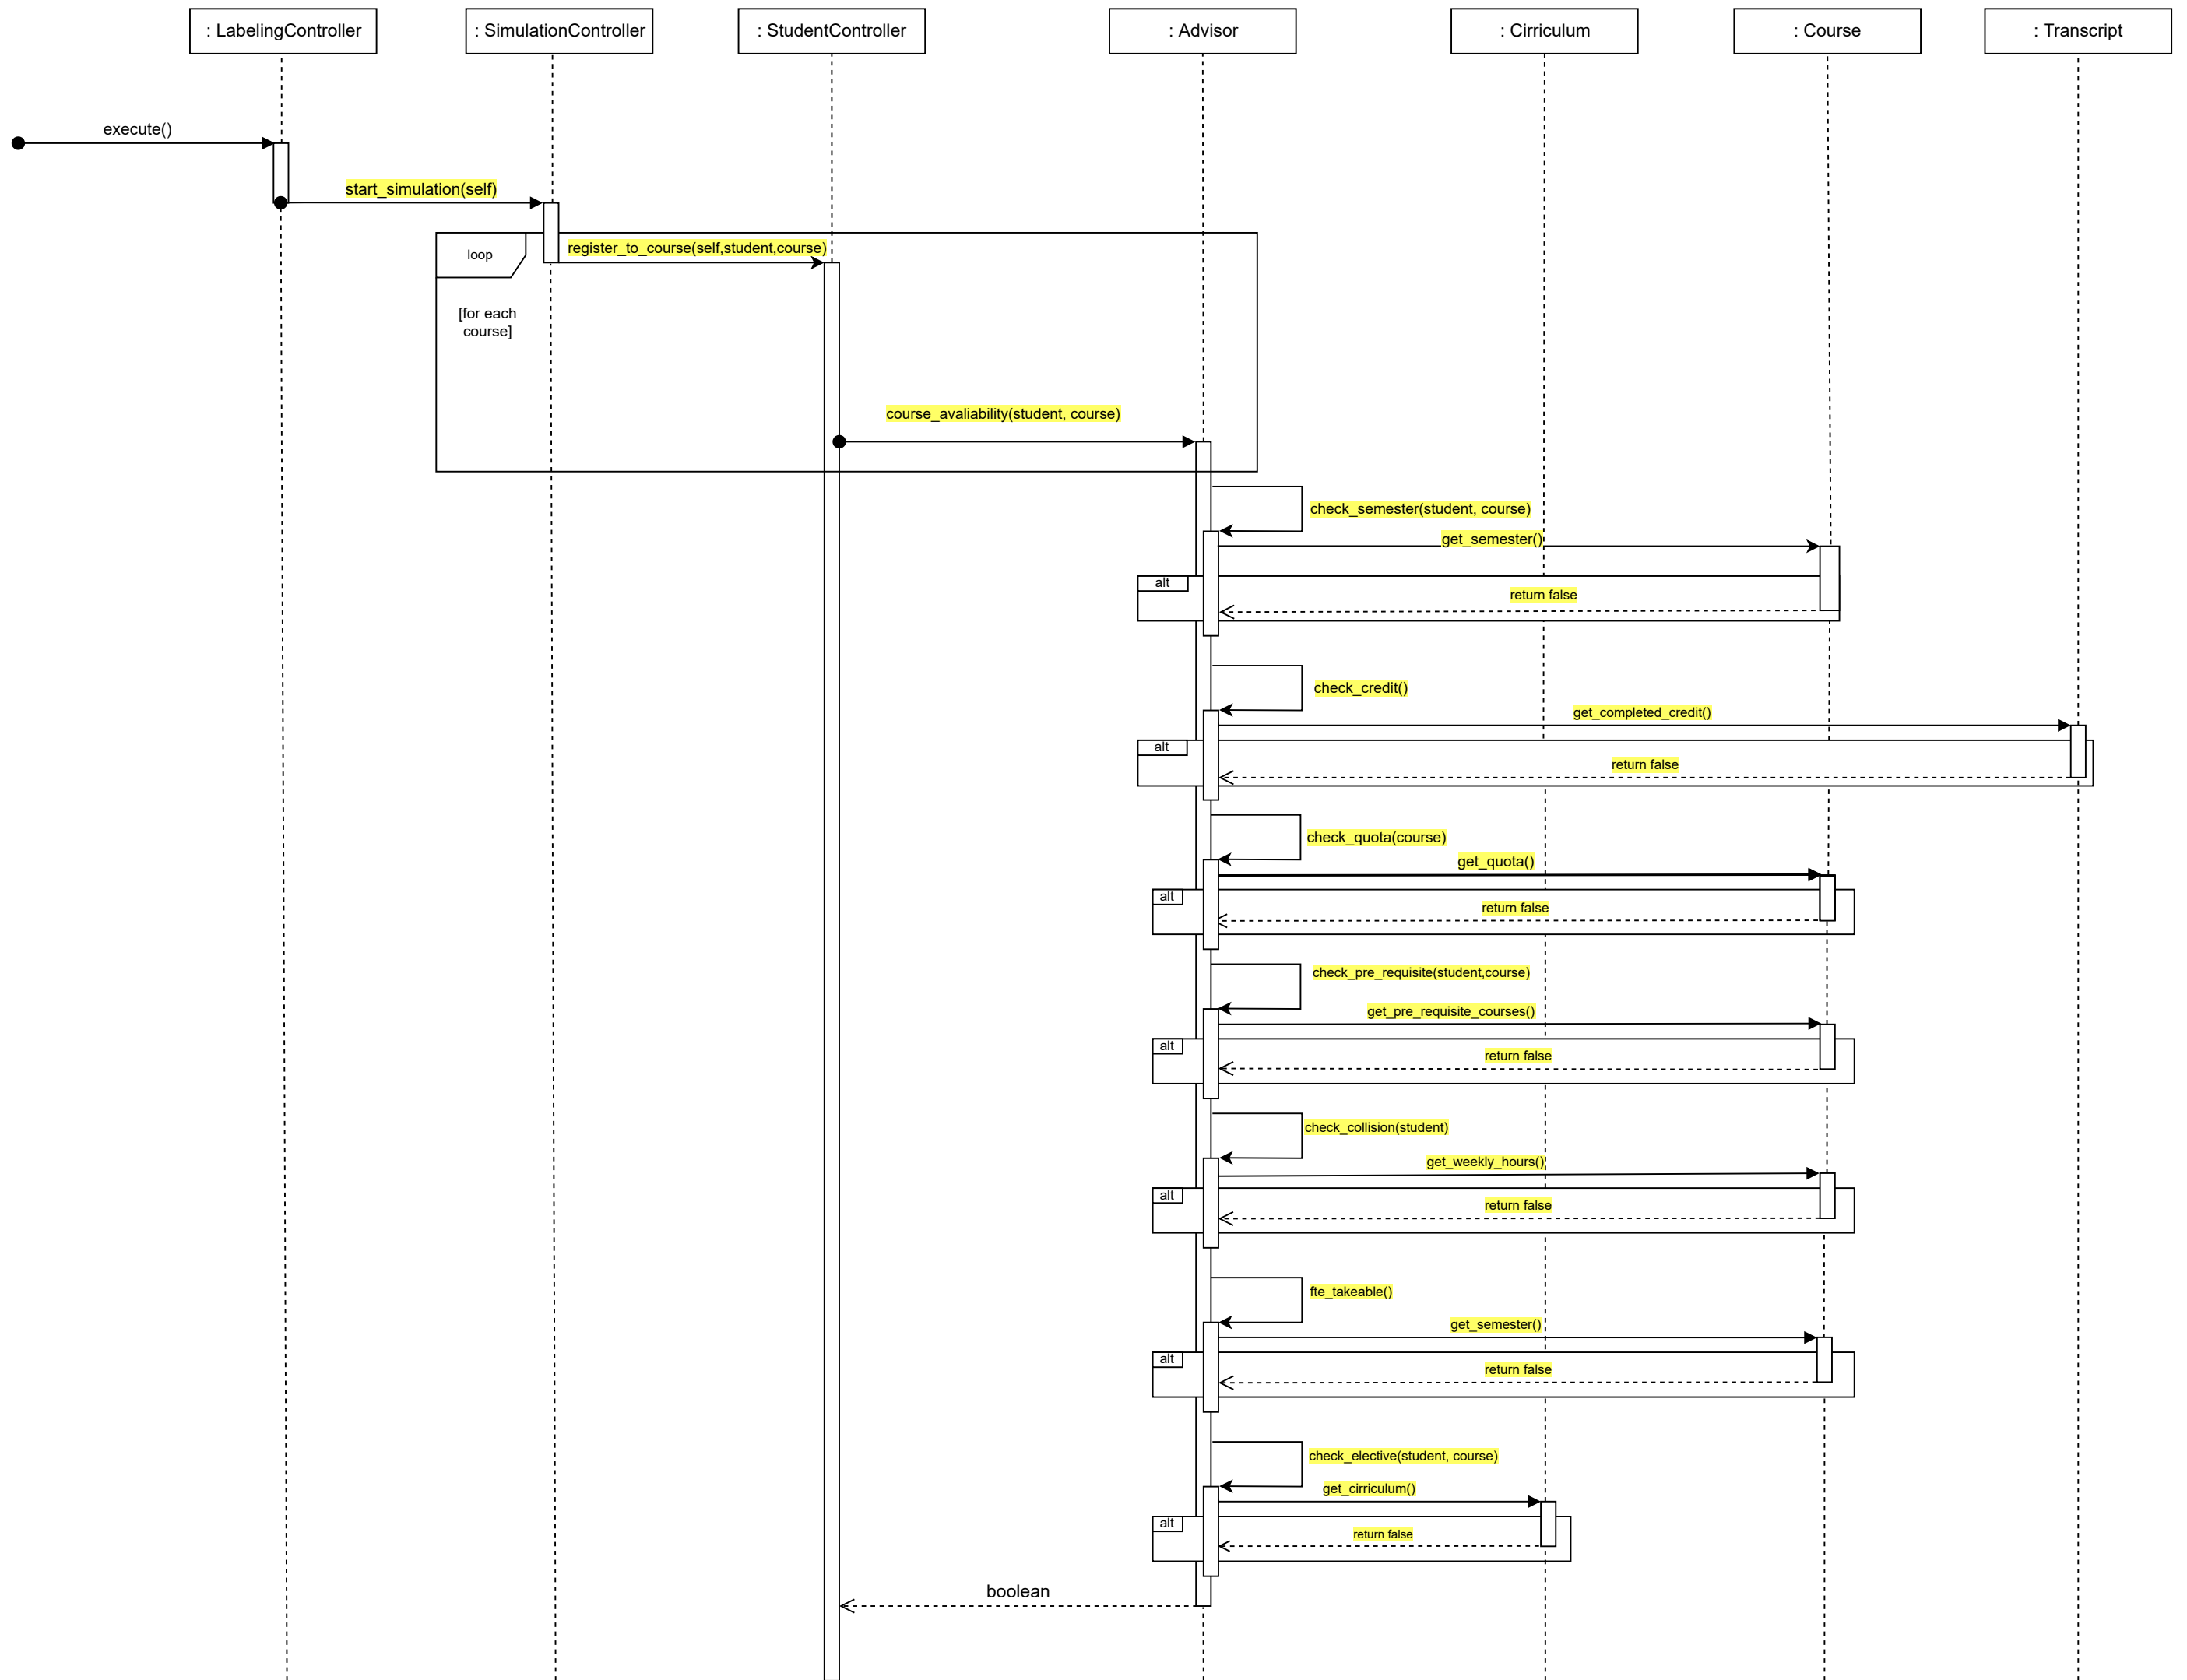 : LabelingController
: SimulationController
: StudentController
: Advisor
: Cirriculum
: Course
: Transcript
execute()
start_simulation(self)
register_to_course(self,student,course)
loop
[for each
course]
course_avaliability(student, course)
check_semester(student, course)
get_semester()
alt
return false
check_credit()
get_completed_credit()
alt
return false
check_quota(course)
get_quota()
alt
return false
check_pre_requisite(student,course)
get_pre_requisite_courses()
alt
return false
check_collision(student)
get_weekly_hours()
alt
return false
fte_takeable()
get_semester()
alt
return false
check_elective(student, course)
get_cirriculum()
alt
return false
boolean